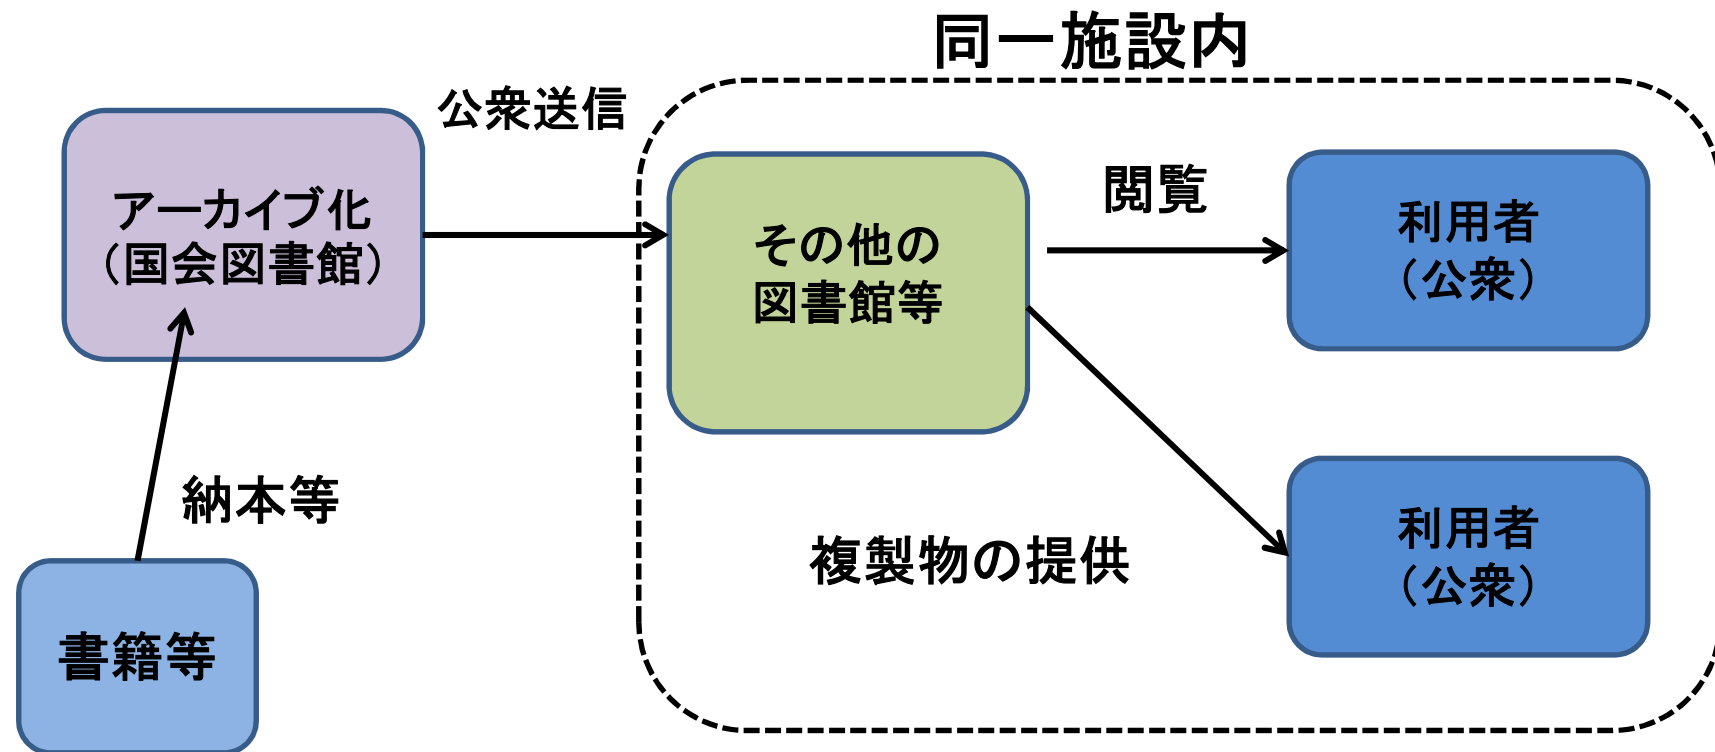 同一施設内
公衆送信
アーカイブ化
（国会図書館）
その他の
図書館等
閲覧
利用者
（公衆）
納本等
複製物の提供
利用者
（公衆）
書籍等